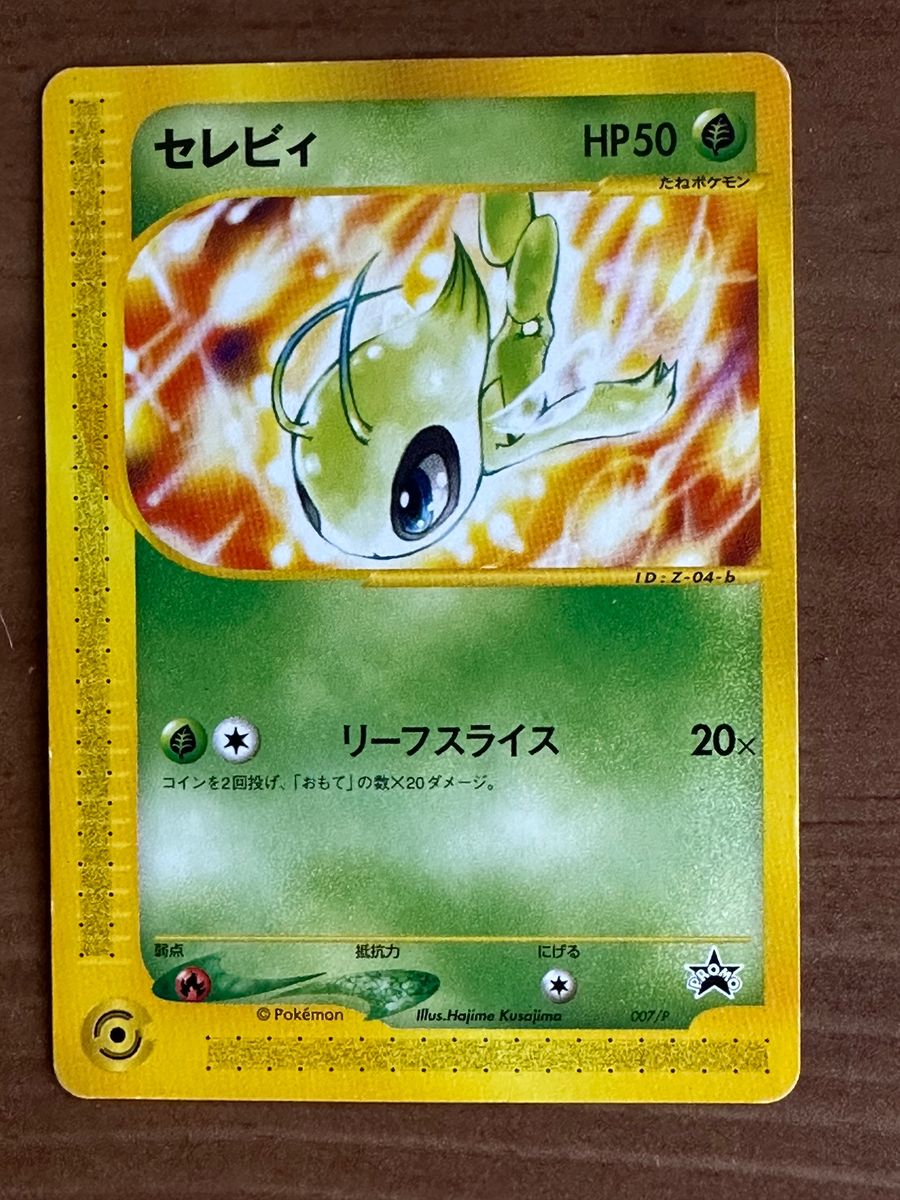 セレビィ HP50
たねポケモン
ID:Z-04-b
リーフスライス 20×
コインを2回投げ、「おもて」の数×20ダメージ。
弱点 抵抗力 にげる
PROMO
©Pokémon Illus.Hajime Kusajima 007/P